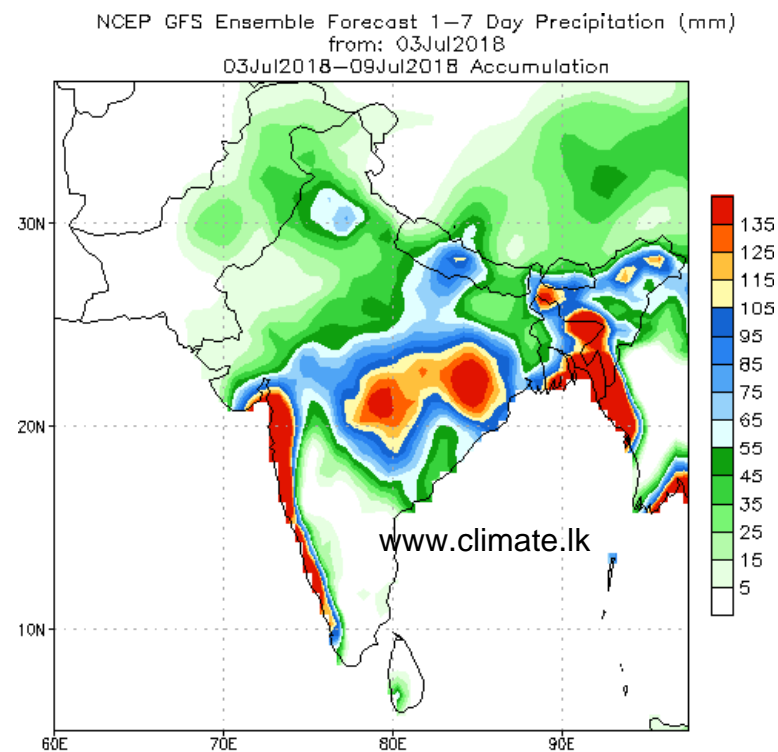 NCEP GFS Ensemble Forecast 1–7 Day Precipitation (mm)
from: 03Jul2018
03Jul2018–09Jul2018 Accumulation
30N
20N
10N
60E
70E
80E
90E
www.climate.lk
135
125
115
105
95
85
75
65
55
45
35
25
15
5